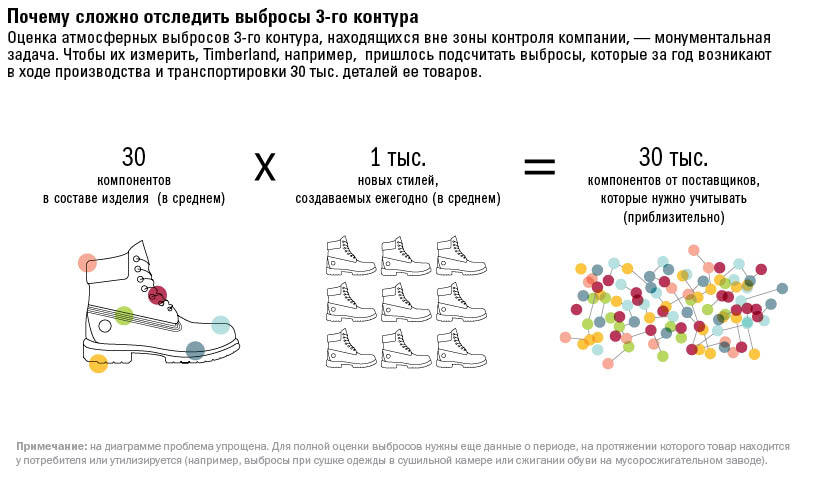 Почему сложно отследить выбросы 3-го контура
Оценка атмосферных выбросов 3-го контура, находящихся вне зоны контроля компании, — монументальная
задача. Чтобы их измерить, Timberland, например, пришлось подсчитать выбросы, которые за год возникают
в ходе производства и транспортировки 30 тыс. деталей ее товаров.
30
компонентов
в составе изделия (в среднем)
X
1 тыс.
новых стилей,
создаваемых ежегодно (в среднем)
=
30 тыс.
компонентов от поставщиков,
которые нужно учитывать
(приблизительно)
Примечание: на диаграмме проблема упрощена. Для полной оценки выбросов нужны еще данные о периоде, на протяжении которого товар находится
у потребителя или утилизируется (например, выбросы при сушке одежды в сушильной камере или сжигании обуви на мусоросжигательном заводе).